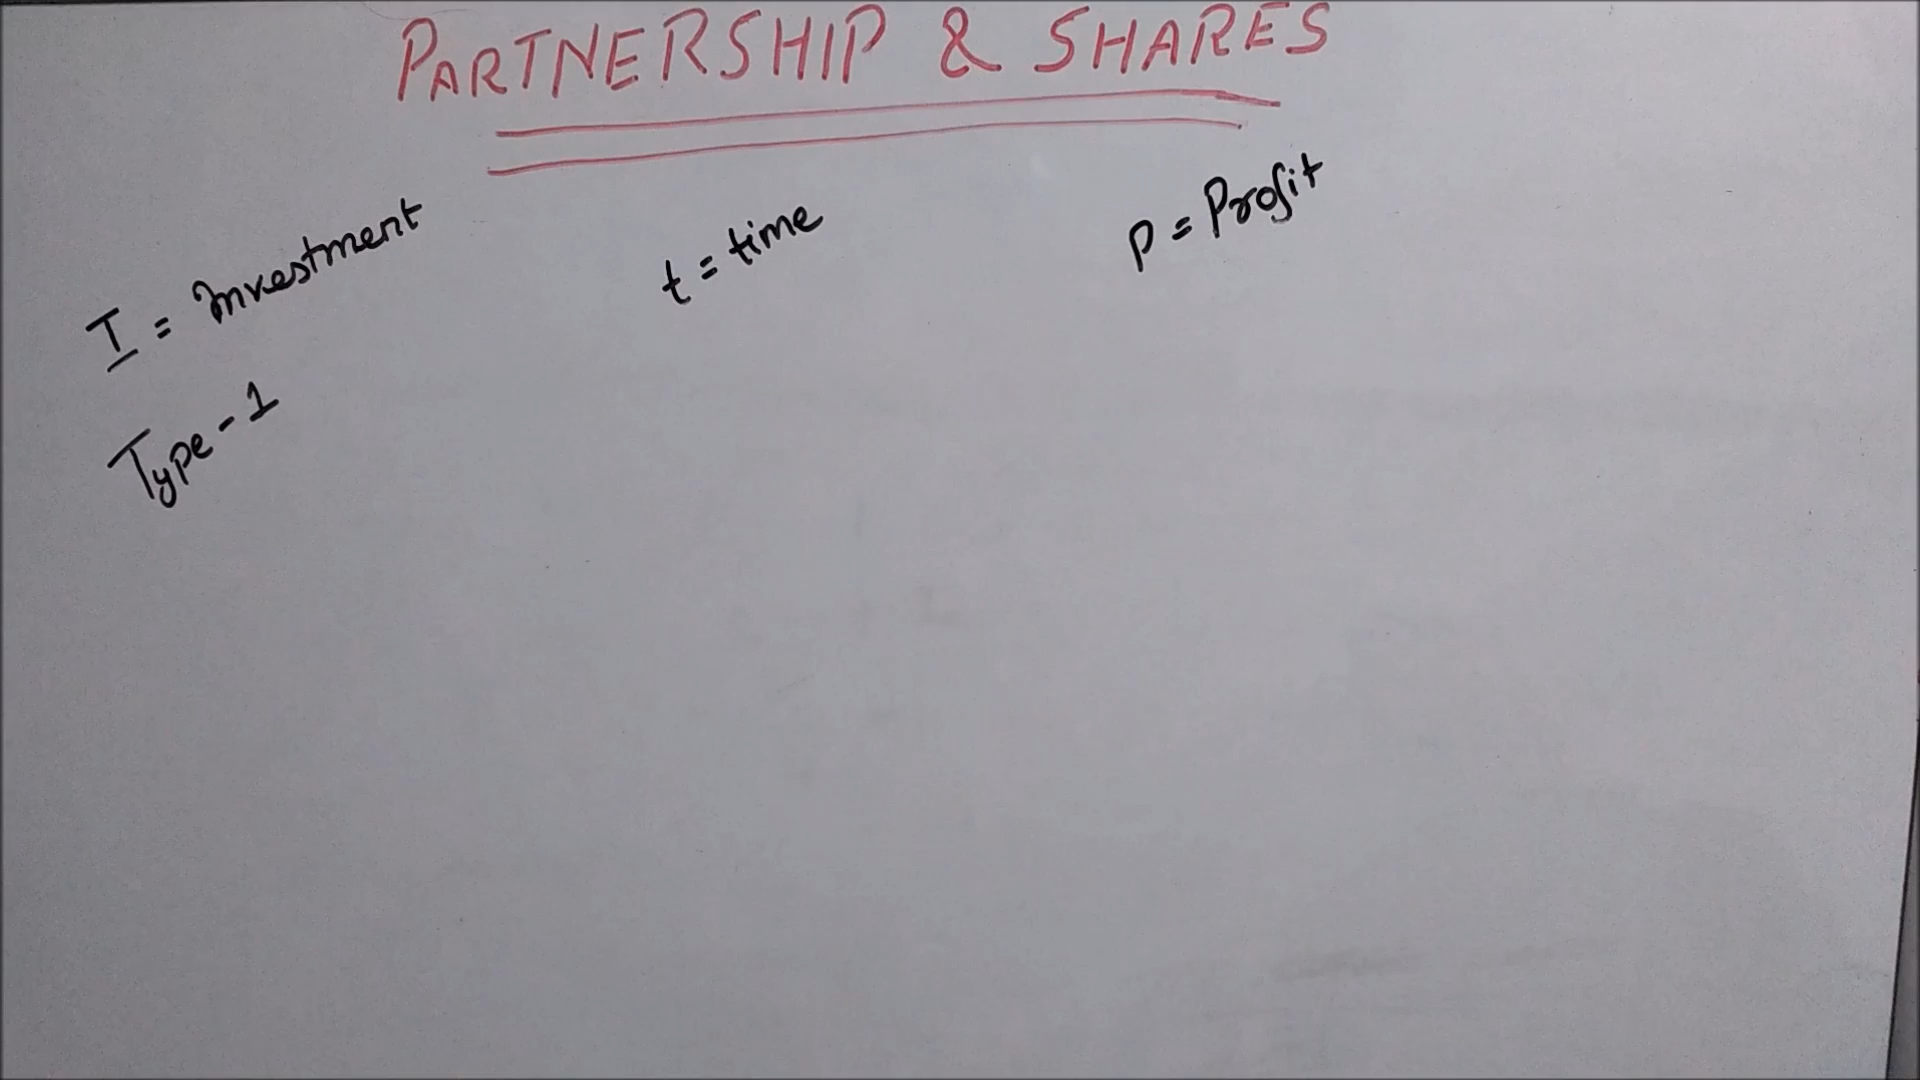 PARTNERSHIP & SHARES
I = Investment t = time P = Profit
Type - 1